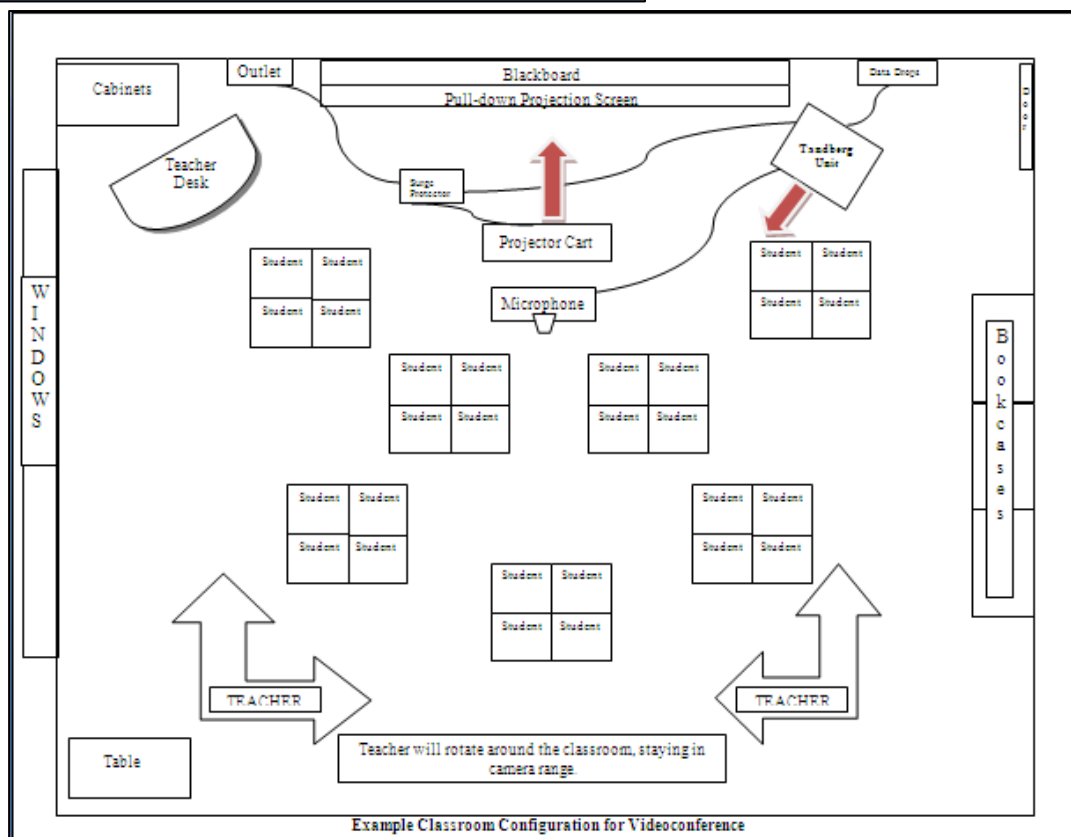 Cabinets
Outlet
Blackboard
Pull-down Projection Screen
Data Drops
Door
Teacher
Desk
Surge
Protector
Tandberg
Unit
Projector Cart
Microphone
Student Student
Student Student
Student Student
Student Student
WINDOWS
Bookcases
Student Student
Student Student
Student Student
Student Student
Student Student
Student Student
Student Student
Student Student
Student Student
Student Student
TEACHER
TEACHER
Table
Teacher will rotate around the classroom, staying in
camera range.
Example Classroom Configuration for Videoconference